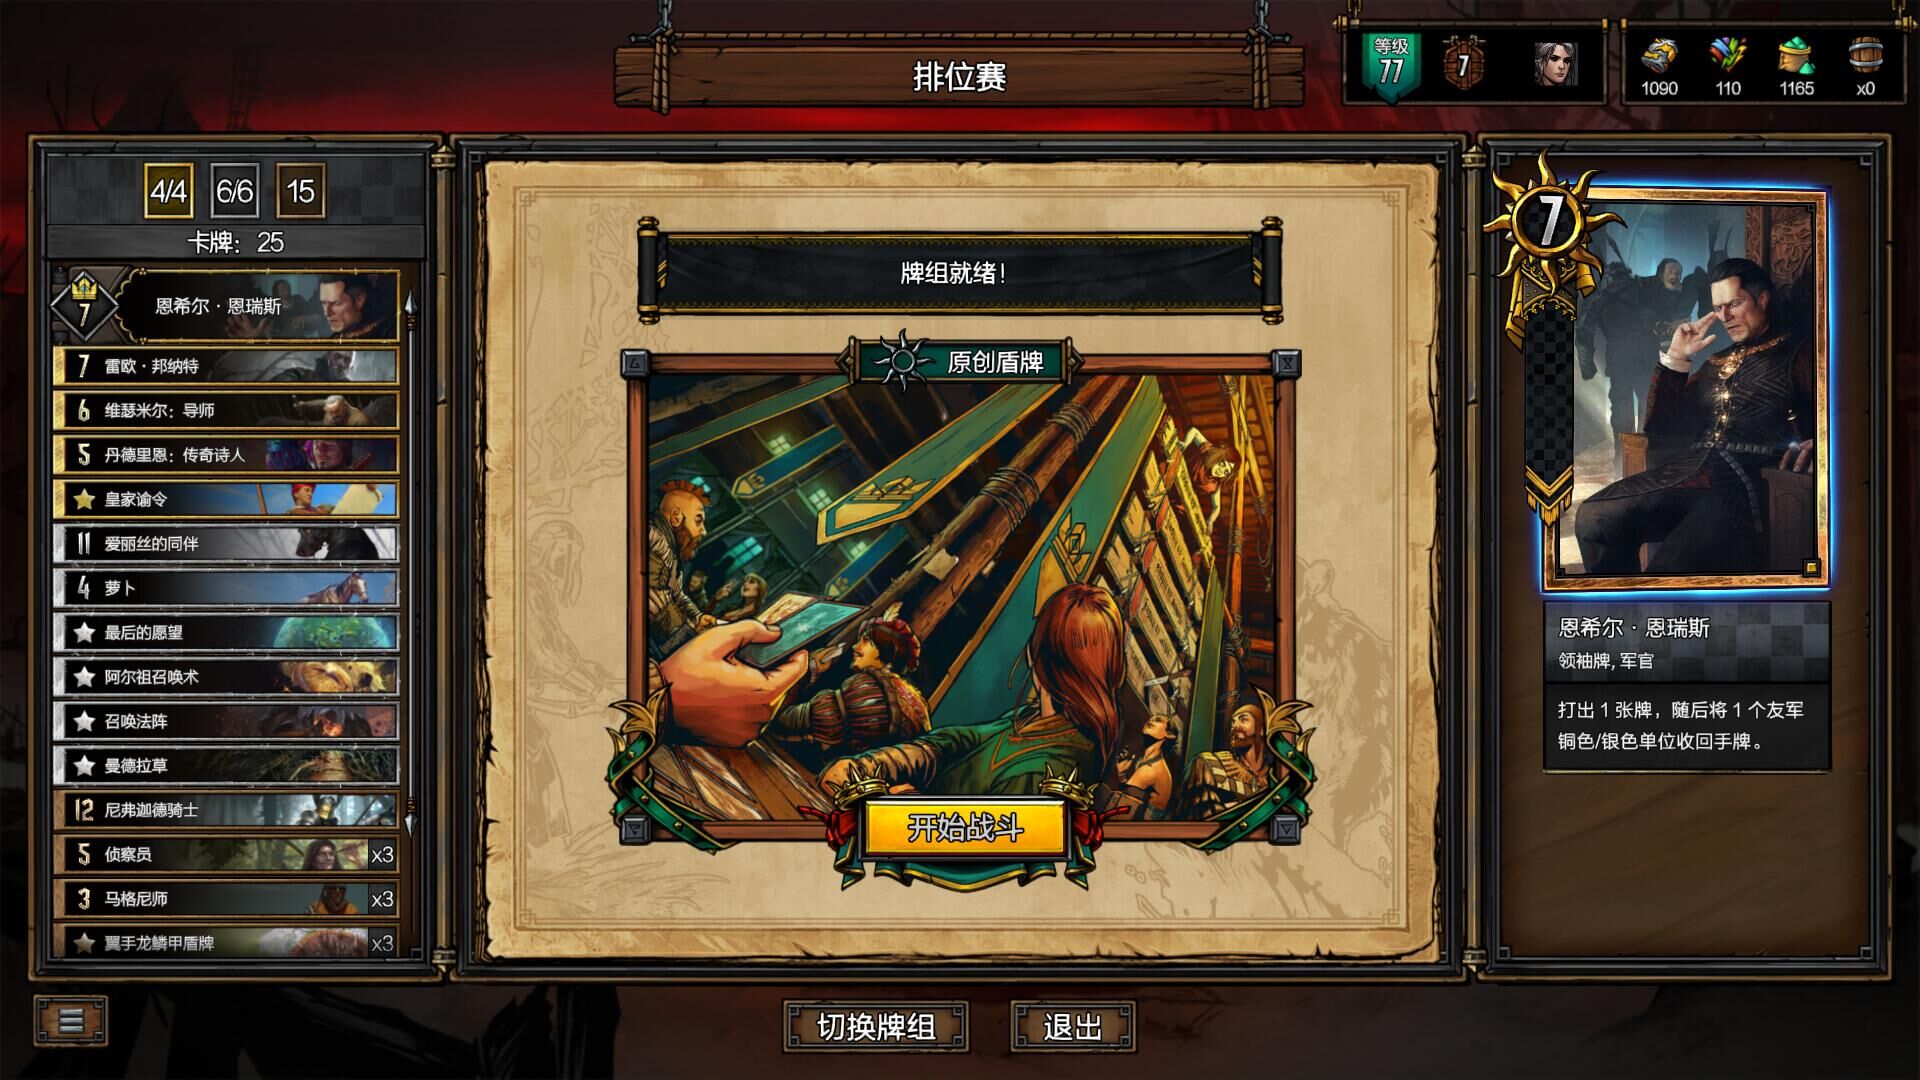 排位赛
等级
77
7
1090
110
1165
x0
4/4
6/6
15
卡牌: 25
7
恩希尔·恩瑞斯
7 雷欧·邦纳特
6 维瑟米尔: 导师
5 丹德里恩: 传奇诗人
皇家谕令
11 爱丽丝的同伴
4 萝卜
最后的愿望
阿尔祖召唤术
召唤法阵
曼德拉草
12 尼弗迦德骑士
5 侦察员 x3
3 马格尼师 x3
翼手龙鳞甲盾牌 x3
牌组就绪!
原创盾牌
开始战斗
7
恩希尔·恩瑞斯
领袖牌, 军官
打出 1 张牌，随后将 1 个友军
铜色/银色单位收回手牌。
切换牌组
退出